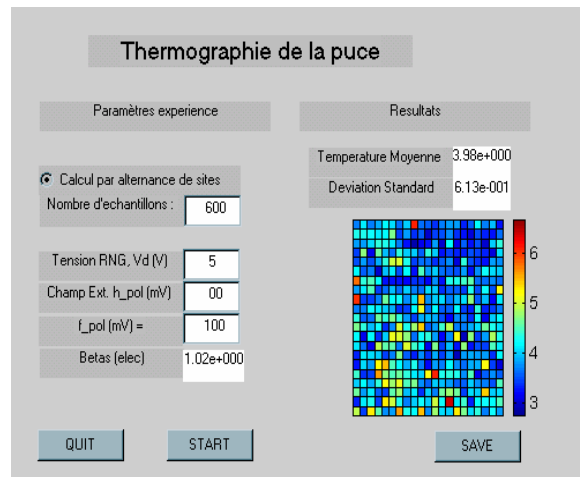 Thermographie de la puce
Paramètres experience
Calcul par alternance de sites
Nombre d'echantillons : 600
Tension RNG, Vd (V) 5
Champ Ext. h_pol (mV) 00
f_pol (mV) = 100
Betas (elec) 1.02e+000
QUIT START
Resultats
Temperature Moyenne 3.98e+000
Deviation Standard 6.13e-001
6
5
4
3
SAVE